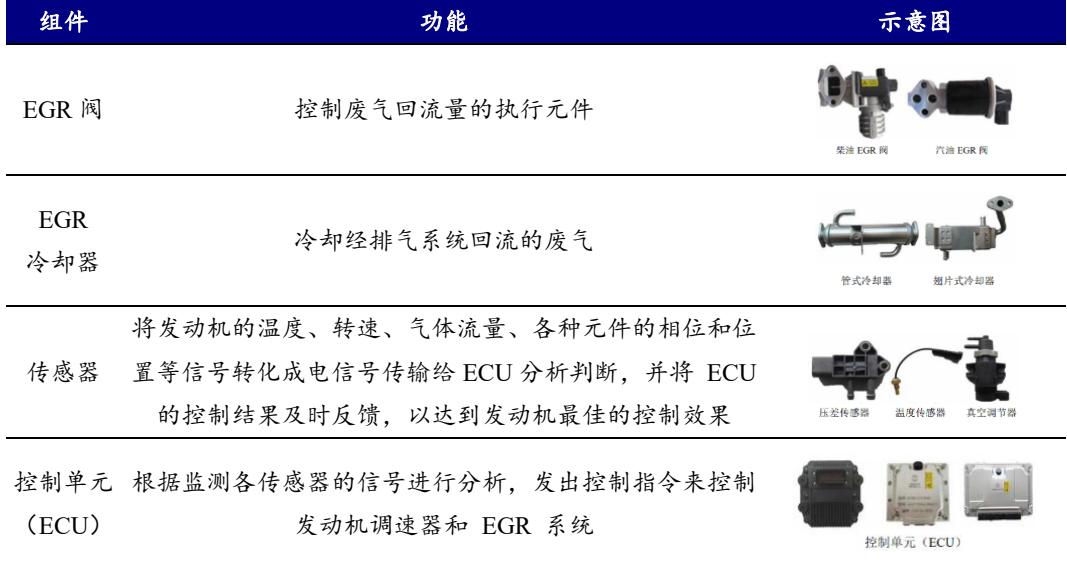 组件 功能 示意图
EGR 阀 控制废气回流量的执行元件
柴油 EGR 阀 汽油 EGR 阀
EGR
冷却器
冷却经排气系统回流的废气
管式冷却器 翅片式冷却器
传感器
将发动机的温度、转速、气体流量、各种元件的相位和位
置等信号转化成电信号传输给 ECU 分析判断，并将 ECU
的控制结果及时反馈，以达到发动机最佳的控制效果
压差传感器 温度传感器 真空调节器
控制单元
（ECU）
根据监测各传感器的信号进行分析，发出控制指令来控制
发动机调速器和 EGR 系统
控制单元（ECU）